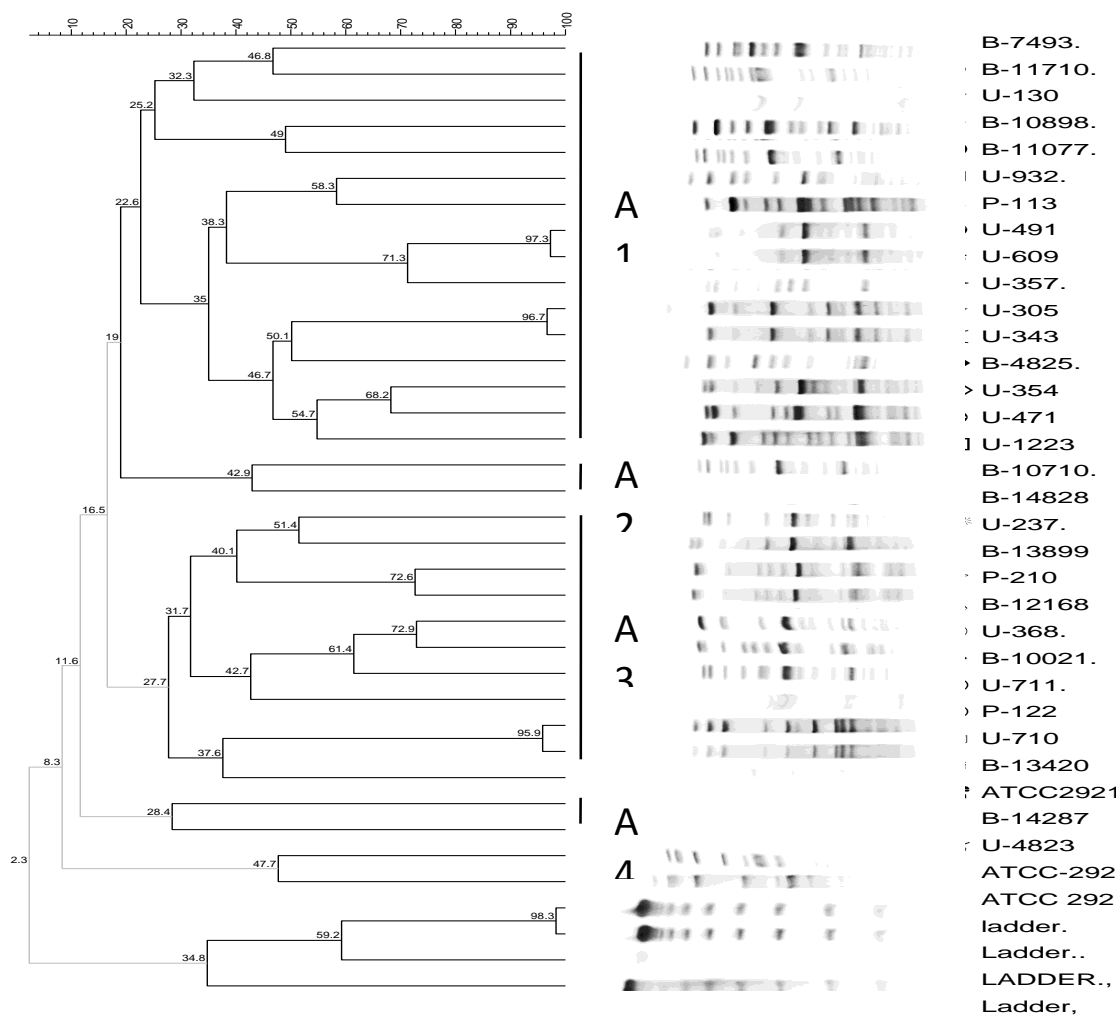 10 20 30 40 50 60 70 80 90 100
B-7493.
46.8
B-11710.
32.3
U-130
25.2
B-10898.
49
B-11077.
U-932.
58.3
A
P-113
22.6
38.3
U-491
97.3
1
U-609
71.3
U-357.
35
U-305
96.7
U-343
50.1
19
B-4825.
46.7
U-354
68.2
U-471
54.7
U-1223
42.9
A
B-10710.
B-14828
16.5
51.4
2
U-237.
40.1
B-13899
72.6
P-210
31.7
B-12168
72.9
A
U-368.
61.4
B-10021.
11.6
42.7
27.7
3
U-711.
P-122
95.9
U-710
37.6
8.3
B-13420
ATCC2921
28.4
A
B-14287
U-4823
2.3
47.7
4
ATCC-292
ATCC 292
98.3
ladder.
59.2
34.8
Ladder..
LADDER.,
Ladder,